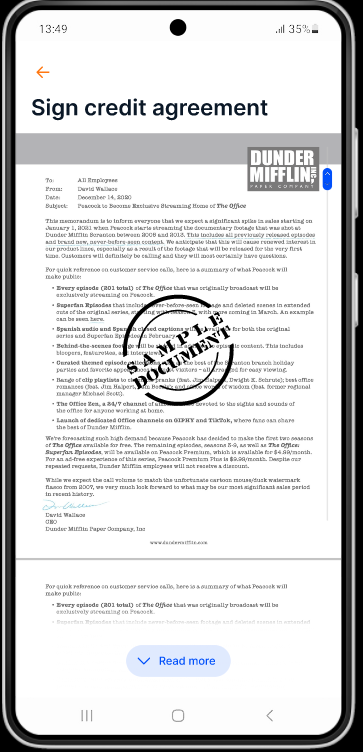 13:49
35%
Sign credit agreement
DUNDER
MIFFLIN INC,
PAPER COMPANY
To: All Employees
From: David Wallace
Date: December 14, 2020
Subject: Peacock to Become Exclusive Streaming Home of The Office
This memorandum is to inform everyone that we expect a significant spike in sales starting on
January 1, 2021 when Peacock starts streaming the documentary footage that was shot at
Dunder Mifflin Scranton between 2005 and 2013. This includes all previously released episodes
and brand new, never-before-seen content. We anticipate that this will cause renewed interest in
our product lines, especially as a result of the footage that will be released for the very first
time. Customers will definitely be calling and they will most certainly have questions.
For quick reference on customer service calls, here is a summary of what Peacock will
make public:
• Every episode (201 total) of The Office that was originally broadcast will be
exclusively streaming on Peacock.
• Superfan Episodes that include never-before-seen footage and deleted scenes in extended
cuts of the original series, starting with season, with more coming in March. An example
can be seen here.
• Spanish audio and Spanish closed captions will be available for both the original
series and Superfan Episodes in February
• Behind-the-scenes footage will be episodic content. This includes
bloopers, featurettes, and interviews
• Curated themed episode the best of Scranton branch holiday
parties and favorite appearances visitors – all arranged for easy viewing.
• Range of clip playlists to pranks (feat. Jim Halpert, Dwight K. Schrute); best office
romances (feat. Jim Halpert, and words of wisdom (feat. former regional
manager Michael Scott).
• The Office Zen, a 24/7 channel of devoted to the sights and sounds of
the office for anyone working at home.
• Launch of dedicated Office channels on GIPHY and TikTok, where fans can share
the best of Dunder Mifflin.
SAMPLE
DOCUMENT
We're forecasting such high demand because Peacock has decided to make the first two seasons
of The Office available for free. The remaining episodes, seasons 3-9, as well as The Office:
Superfan Episodes, will be available on Peacock Premium, which is available for $4.99/month.
For an ad-free experience of this series, Peacock Premium Plus is $9.99/month. Despite our
repeated requests, Dunder Mifflin employees will not receive a discount.
While we expect the call volume to match the unfortunate cartoon mouse/duck watermark
fiasco from 2007, we very much look forward to what may be our most significant sales period
in recent history.
David Wallace
CEO
Dunder Mifflin Paper Company, Inc
www.dundermifflin.com
For quick reference on customer service calls, here is a summary of what Peacock will
make public:
• Every episode (201 total) of The Office that was originally broadcast will be
exclusively streaming on Peacock.
• Superfan Episodes that include never-before-seen footage and deleted scenes in extended
Read more